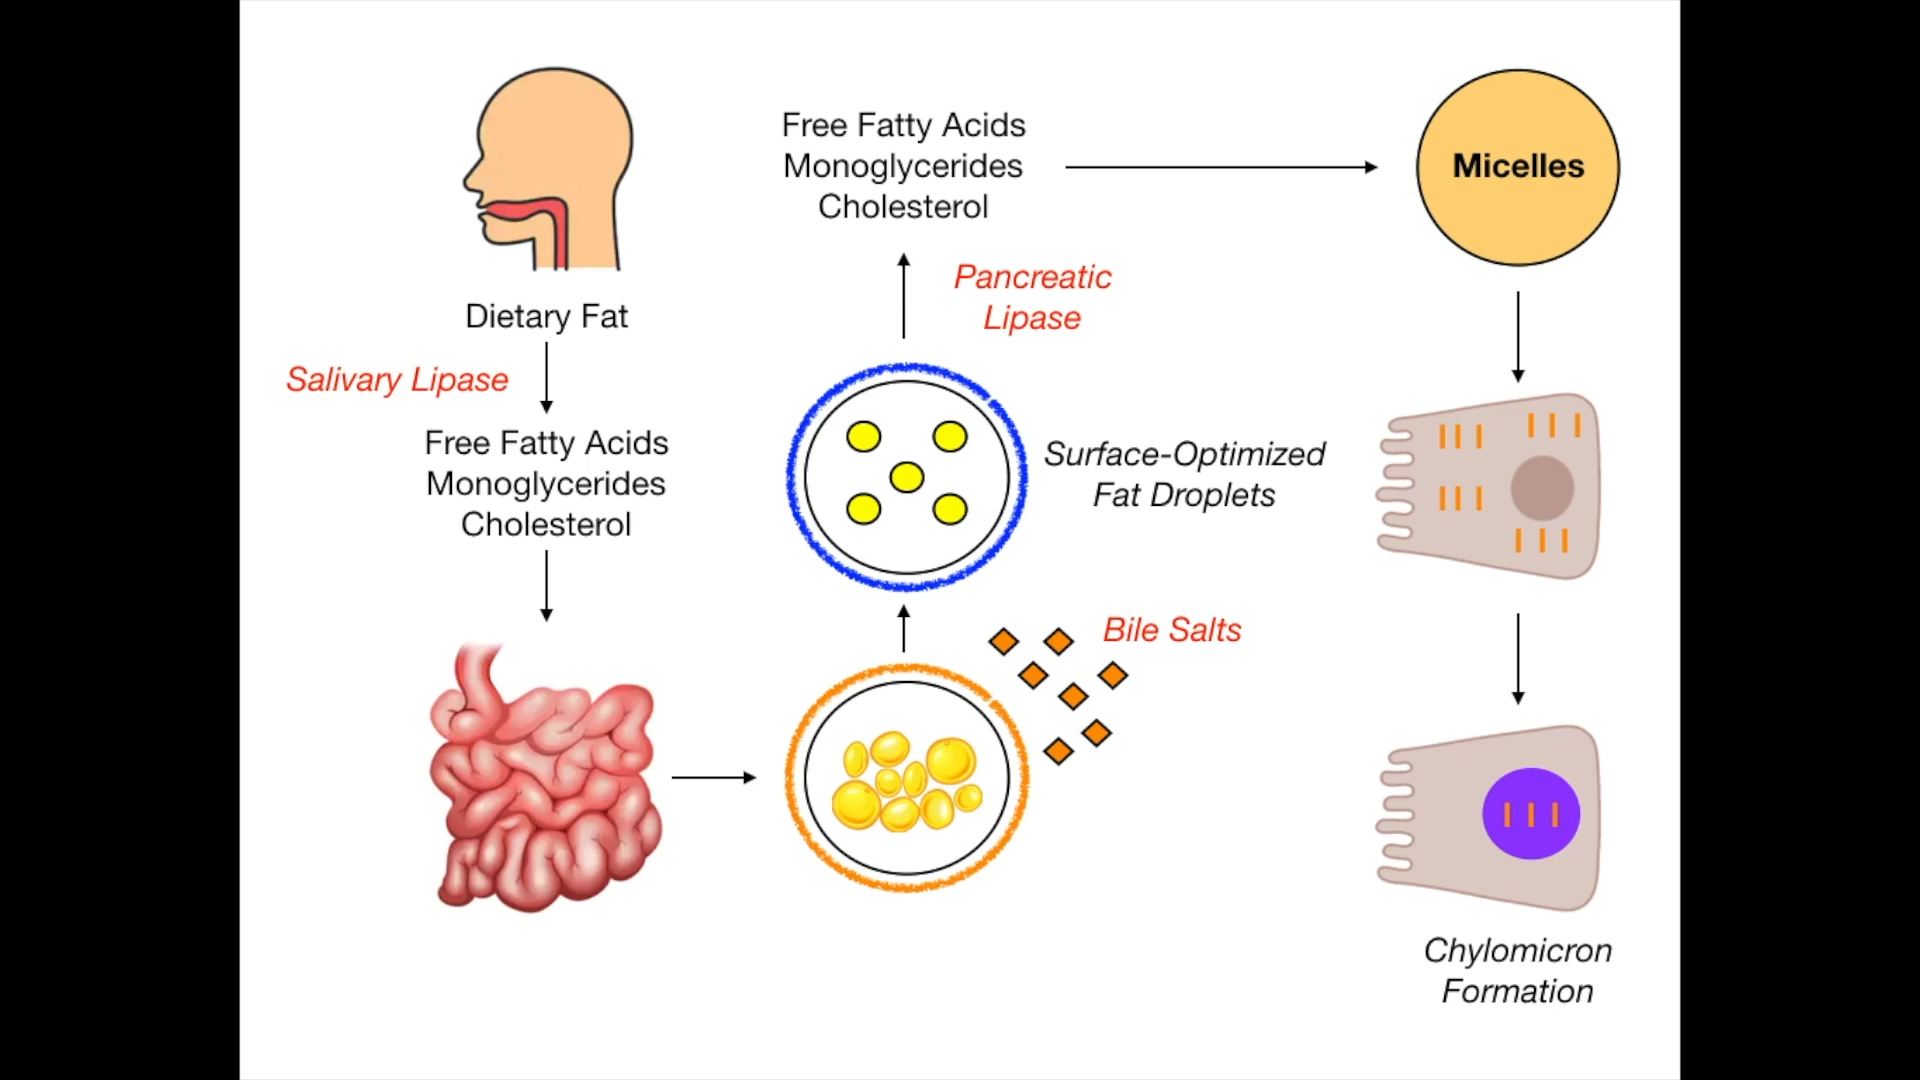 Dietary Fat
Salivary Lipase
Free Fatty Acids
Monoglycerides
Cholesterol
Bile Salts
Surface-Optimized
Fat Droplets
Pancreatic
Lipase
Free Fatty Acids
Monoglycerides
Cholesterol
Micelles
Chylomicron
Formation